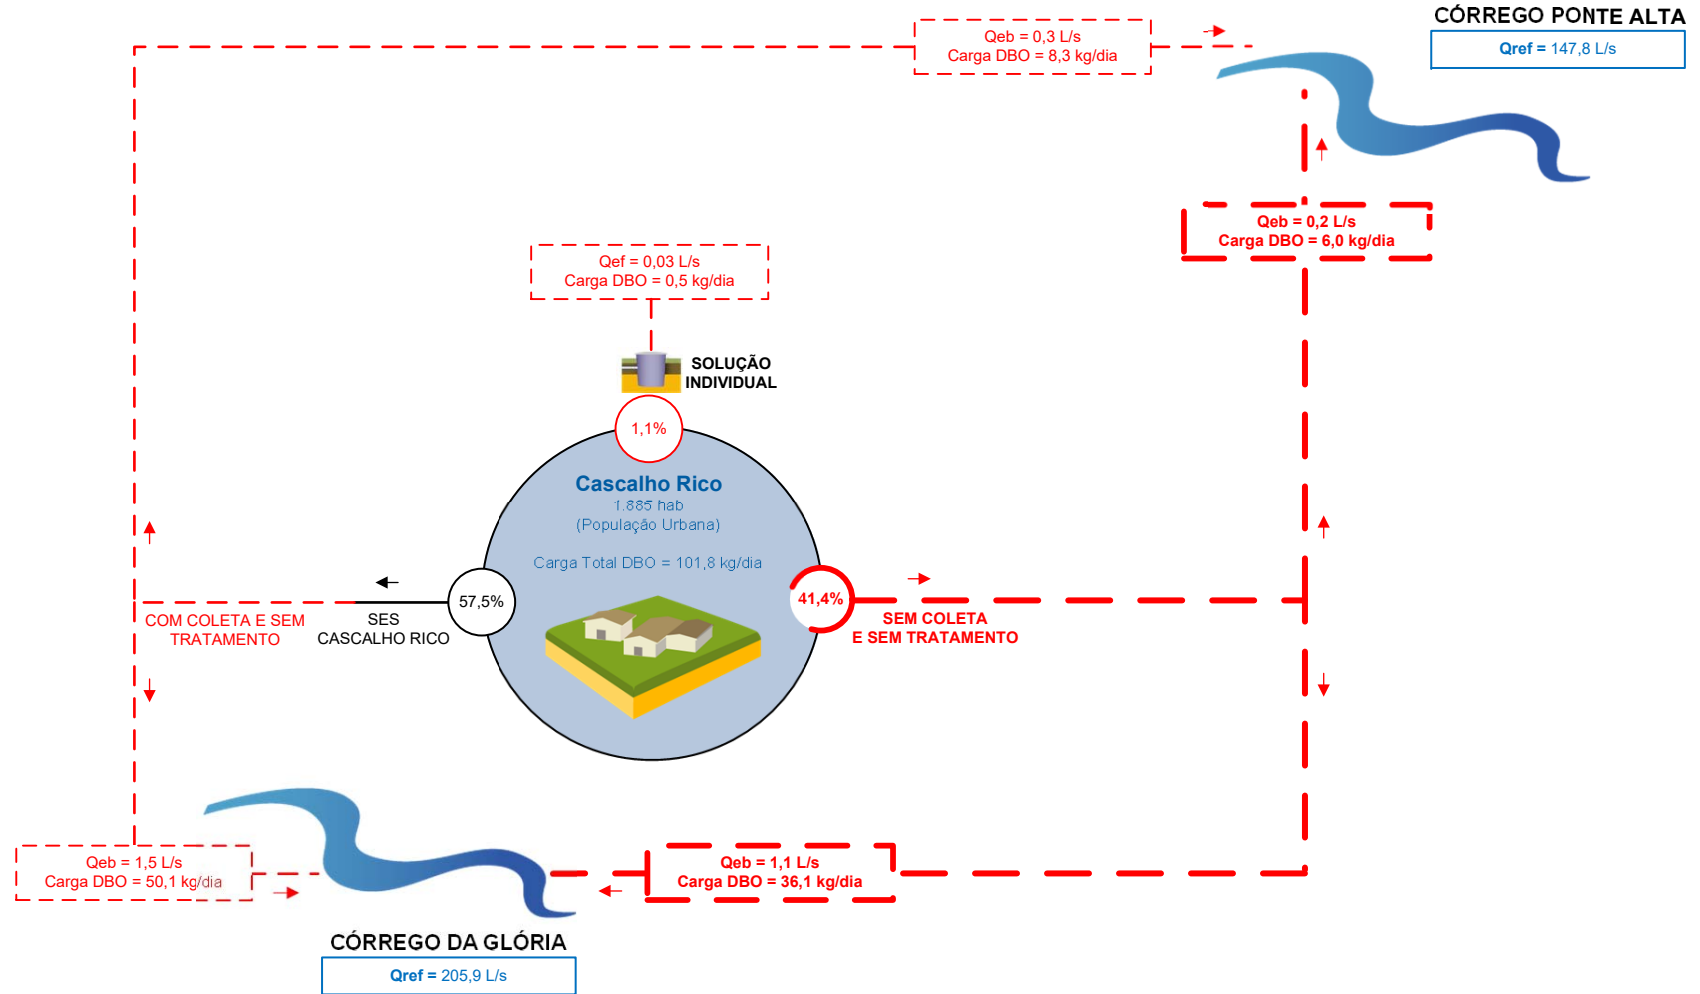 CÓRREGO PONTE ALTA
Qref = 147,8 L/s
Qeb = 0,3 L/s
Carga DBO = 8,3 kg/dia
Qeb = 0,2 L/s
Carga DBO = 6,0 kg/dia
Qef = 0,03 L/s
Carga DBO = 0,5 kg/dia
SOLUÇÃO
INDIVIDUAL
1,1%
Cascalho Rico
1.885 hab
(População Urbana)
Carga Total DBO = 101,8 kg/dia
57,5%
41,4%
COM COLETA E SEM
TRATAMENTO
SES
CASCALHO RICO
SEM COLETA
E SEM TRATAMENTO
Qeb = 1,5 L/s
Carga DBO = 50,1 kg/dia
Qeb = 1,1 L/s
Carga DBO = 36,1 kg/dia
CÓRREGO DA GLÓRIA
Qref = 205,9 L/s